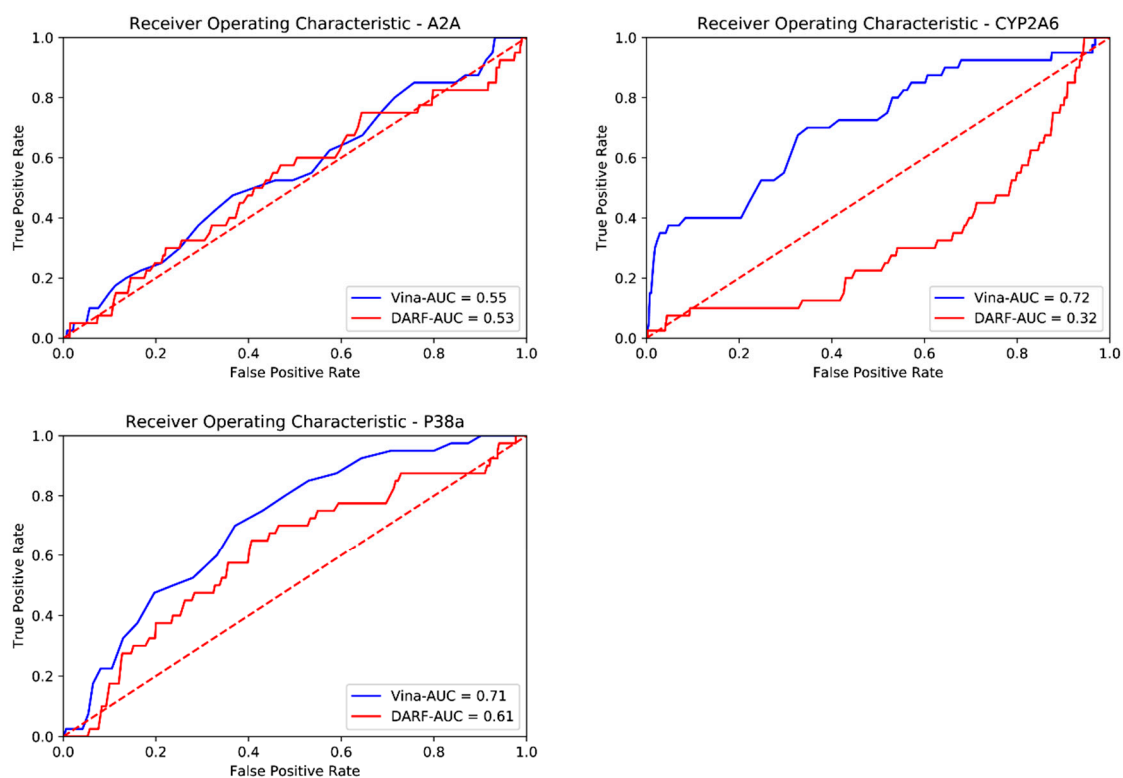 Receiver Operating Characteristic - A2A
1.0
0.8
0.6
0.4
0.2
0.0
True Positive Rate
Vina-AUC = 0.55
DARF-AUC = 0.53
0.0 0.2 0.4 0.6 0.8 1.0
False Positive Rate
Receiver Operating Characteristic - CYP2A6
1.0
0.8
0.6
0.4
0.2
0.0
True Positive Rate
Vina-AUC = 0.72
DARF-AUC = 0.32
0.0 0.2 0.4 0.6 0.8 1.0
False Positive Rate
Receiver Operating Characteristic - P38a
1.0
0.8
0.6
0.4
0.2
0.0
True Positive Rate
Vina-AUC = 0.71
DARF-AUC = 0.61
0.0 0.2 0.4 0.6 0.8 1.0
False Positive Rate